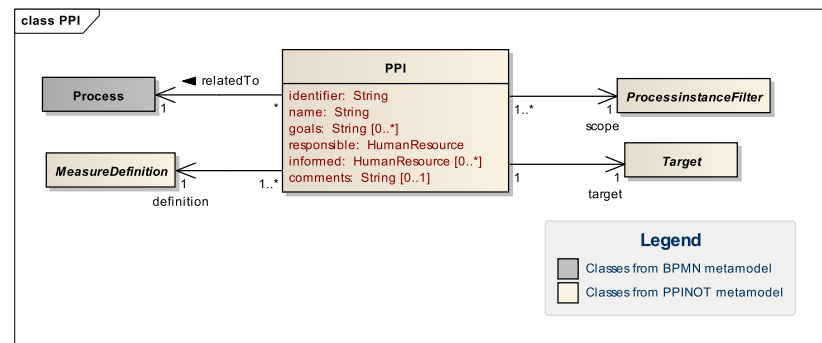 class PPI
PPI
relatedTo
Process
1
*
identifier: String
name: String
goals: String [0..*]
responsible: HumanResource
informed: HumanResource [0..*]
comments: String [0..1]
1..*
1
ProcessinstanceFilter
scope
MeasureDefinition
1
1..*
definition
1
1
Target
target
Legend
Classes from BPMN metamodel
Classes from PPINOT metamodel